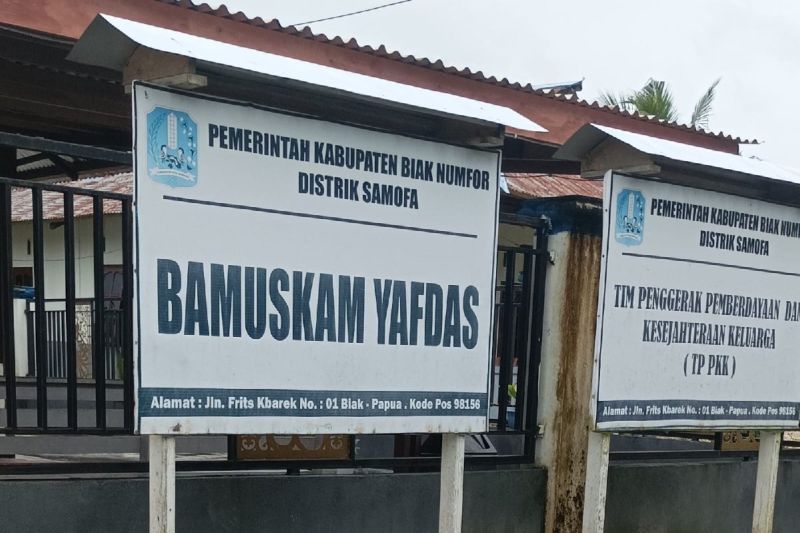 PEMERINTAH KABUPATEN BIAK NUMFOR
DISTRIK SAMOFA
BAMUSKAM YAFDAS
Alamat : Jln. Frits Kbarek No. : 01 Biak - Papua . Kode Pos 98156
PEMERINTAH KABUPATEN BIAK NUMFO
DISTRIK SAMOFA
TIM PENGGERAK PEMBERDAYAAN DAN
KESEJAHTERAAN KELUARGA
( TP PKK )
Alamat : Jln. Frits Kbarek No. : 01 Biak - Papua . Kode Pos 98156